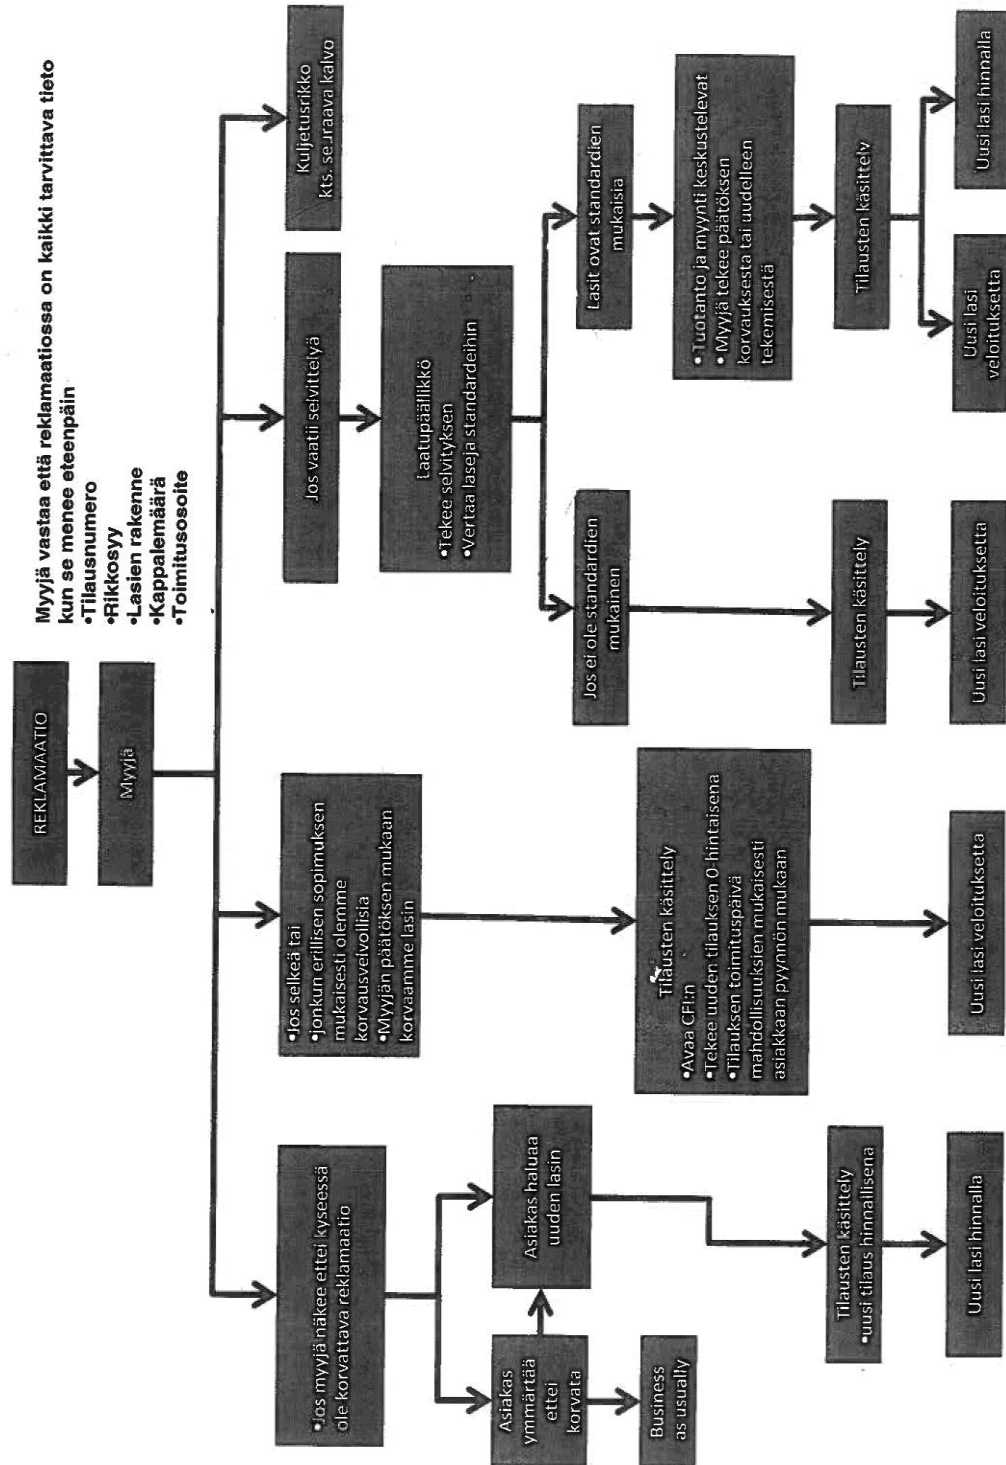 Myyjä vastaa että reklamaatiossa on kaikki tarvittava tieto
kun se menee eteenpäin
•Tilausnumero
•Rikkosyy
•Lasien rakenne
•Kappalemäärä
•Toimitusosoite
REKLAMAATIO
Myyjä
•Jos myyjä näkee ettei kyseessä
ole korvattava reklamaatio
•Jos selkeä tai
•jonkun erillisen sopimuksen
mukaisesti olemme
korvausvelvollisia
•Myyjän päätöksen mukaan
korvaamme lasin
Jos vaatii selvittelyä
Kuljetusrikko
kts. seuraava kalvo
Laatupäällikkö
•Tekee selvityksen
•Vertaa laseja standardeihin
Asiakas
ymmärtää
ettei
korvata
Asiakas haluaa
uuden lasin
Business
as usually
Jos ei ole standardien
mukainen
Lasit ovat standardien
mukaisia
Tilausten käsittely
•Avaa CFI:n
•Tekee uuden tilauksen 0-hintaisena
•Tilauksen toimituspäivä
mahdollisuuksien mukaisesti
asiakkaan pyynnön mukaan
• Tuotanto ja myynti keskustelevat
• Myyjä tekee päätöksen
korvauksesta tai uudelleen
tekemisestä
Tilausten käsittely
•uusi tilaus hinnailisena
Tilausten käsittely
Tilausten käsittely
Uusi lasi hinnalla
Uusi lasi veloituksetta
Uusi lasi veloituksetta
Uusi lasi
veloituksetta
Uusi lasi hinnalla